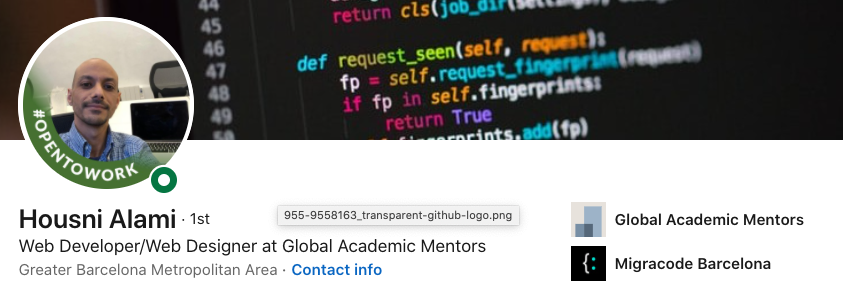 44
return cls(job_dir(settings),
45
46
def request_seen(self, request):
47
fp = self.request_fingerprint(request)
48
if fp in self.fingerprints:
49
return True
50
fingerprints.add(fp)
#OPENTOWORK
Housni Alami · 1st
955-9558163_transparent-github-logo.png
Web Developer/Web Designer at Global Academic Mentors
Greater Barcelona Metropolitan Area · Contact info
Global Academic Mentors
{:
Migracode Barcelona